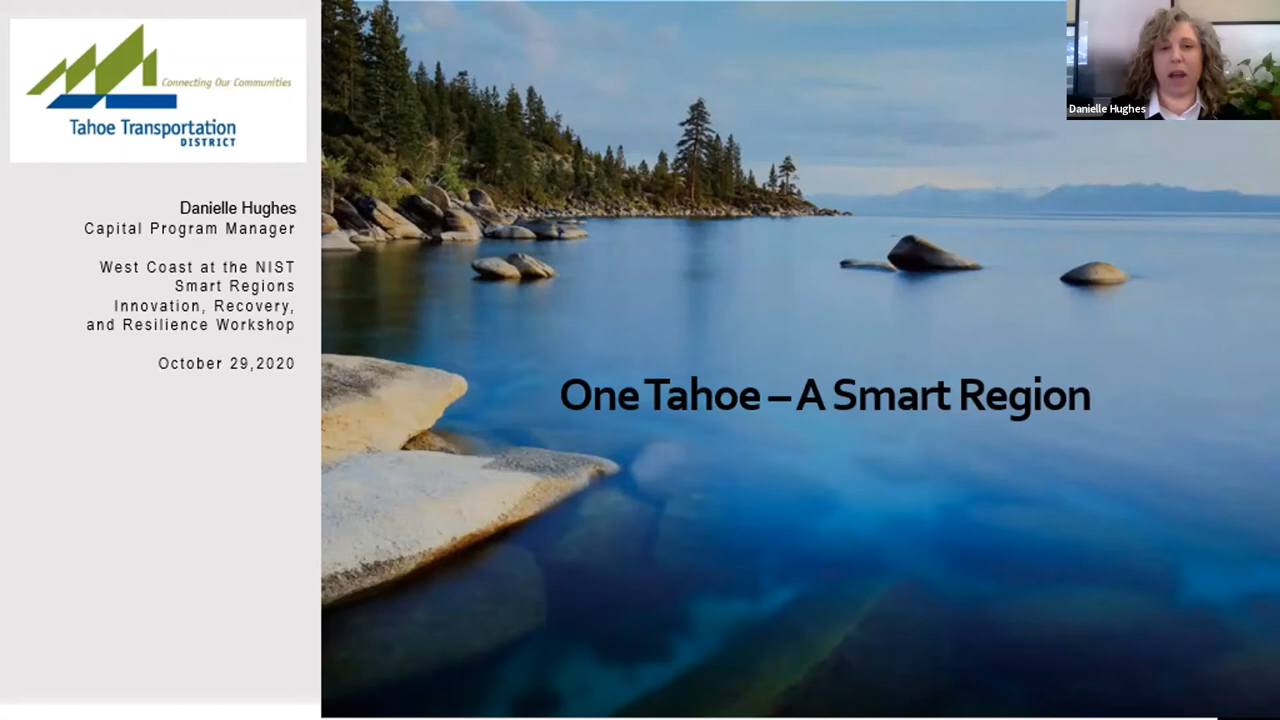 Connecting Our Communities
Tahoe Transportation
DISTRICT
Danielle Hughes
Capital Program Manager
West Coast at the NIST
Smart Regions
Innovation, Recovery,
and Resilience Workshop
October 29,2020
One Tahoe – A Smart Region
Danielle Hughes